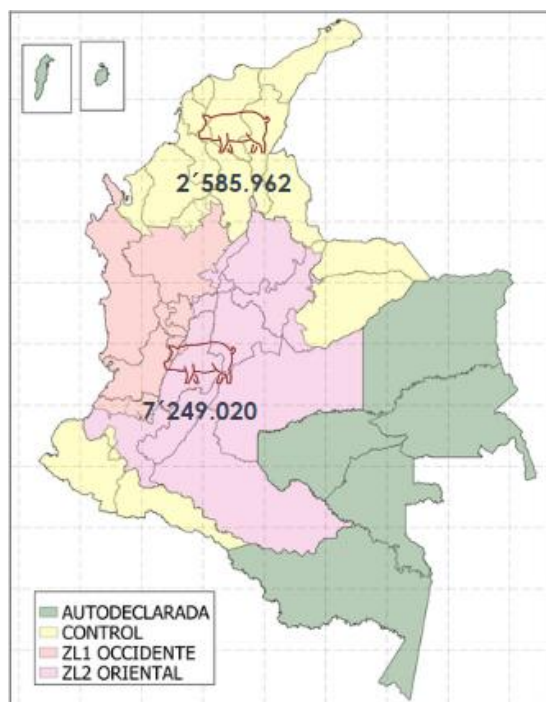 2´585.962
7´249.020
AUTODECLARADA
CONTROL
ZL1 OCCIDENTE
ZL2 ORIENTAL